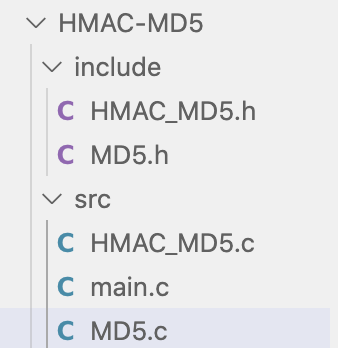 HMAC-MD5
include
C HMAC_MD5.h
C MD5.h
src
C HMAC_MD5.c
C main.c
C MD5.c